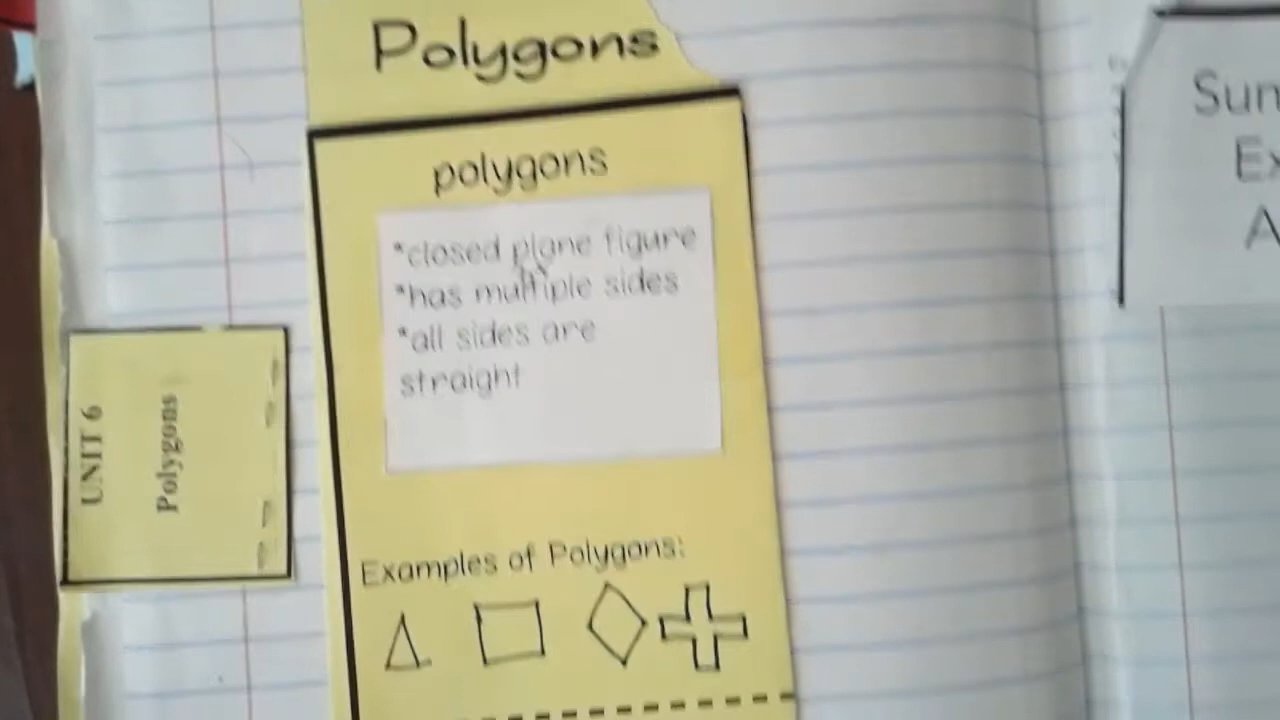 Polygons
polygons
*closed plane figure
*has multiple sides
*all sides are
straight
Examples of Polygons:
UNIT 6
Polygons